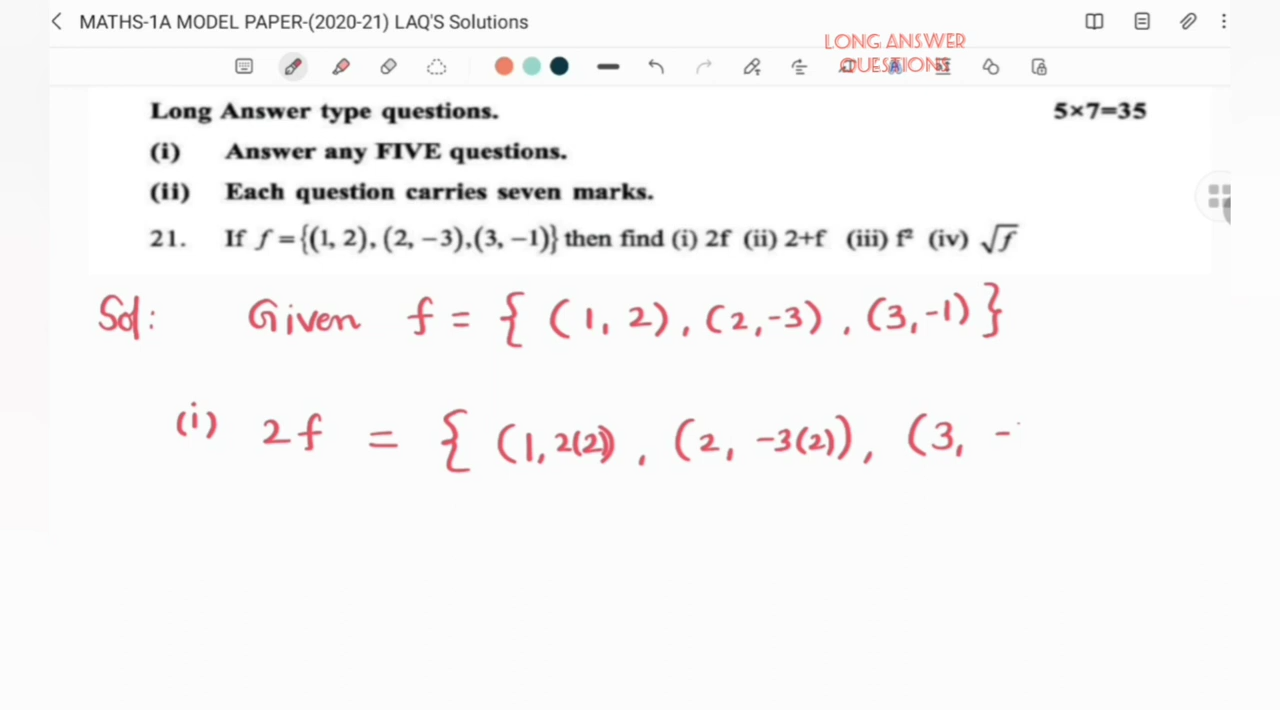 MATHS-1A MODEL PAPER-(2020-21) LAQ'S Solutions
LONG ANSWER
QUESTIONS
Long Answer type questions. 5×7=35
(i) Answer any FIVE questions.
(ii) Each question carries seven marks.
21. If f = {(1, 2), (2, −3),(3, −1)} then find (i) 2f (ii) 2+f (iii) f² (iv) √f
Sol: Given f = { (1, 2), (2,-3), (3,-1)}
(i) 2f = { (1, 2(2)), (2, -3(2)), (3, -